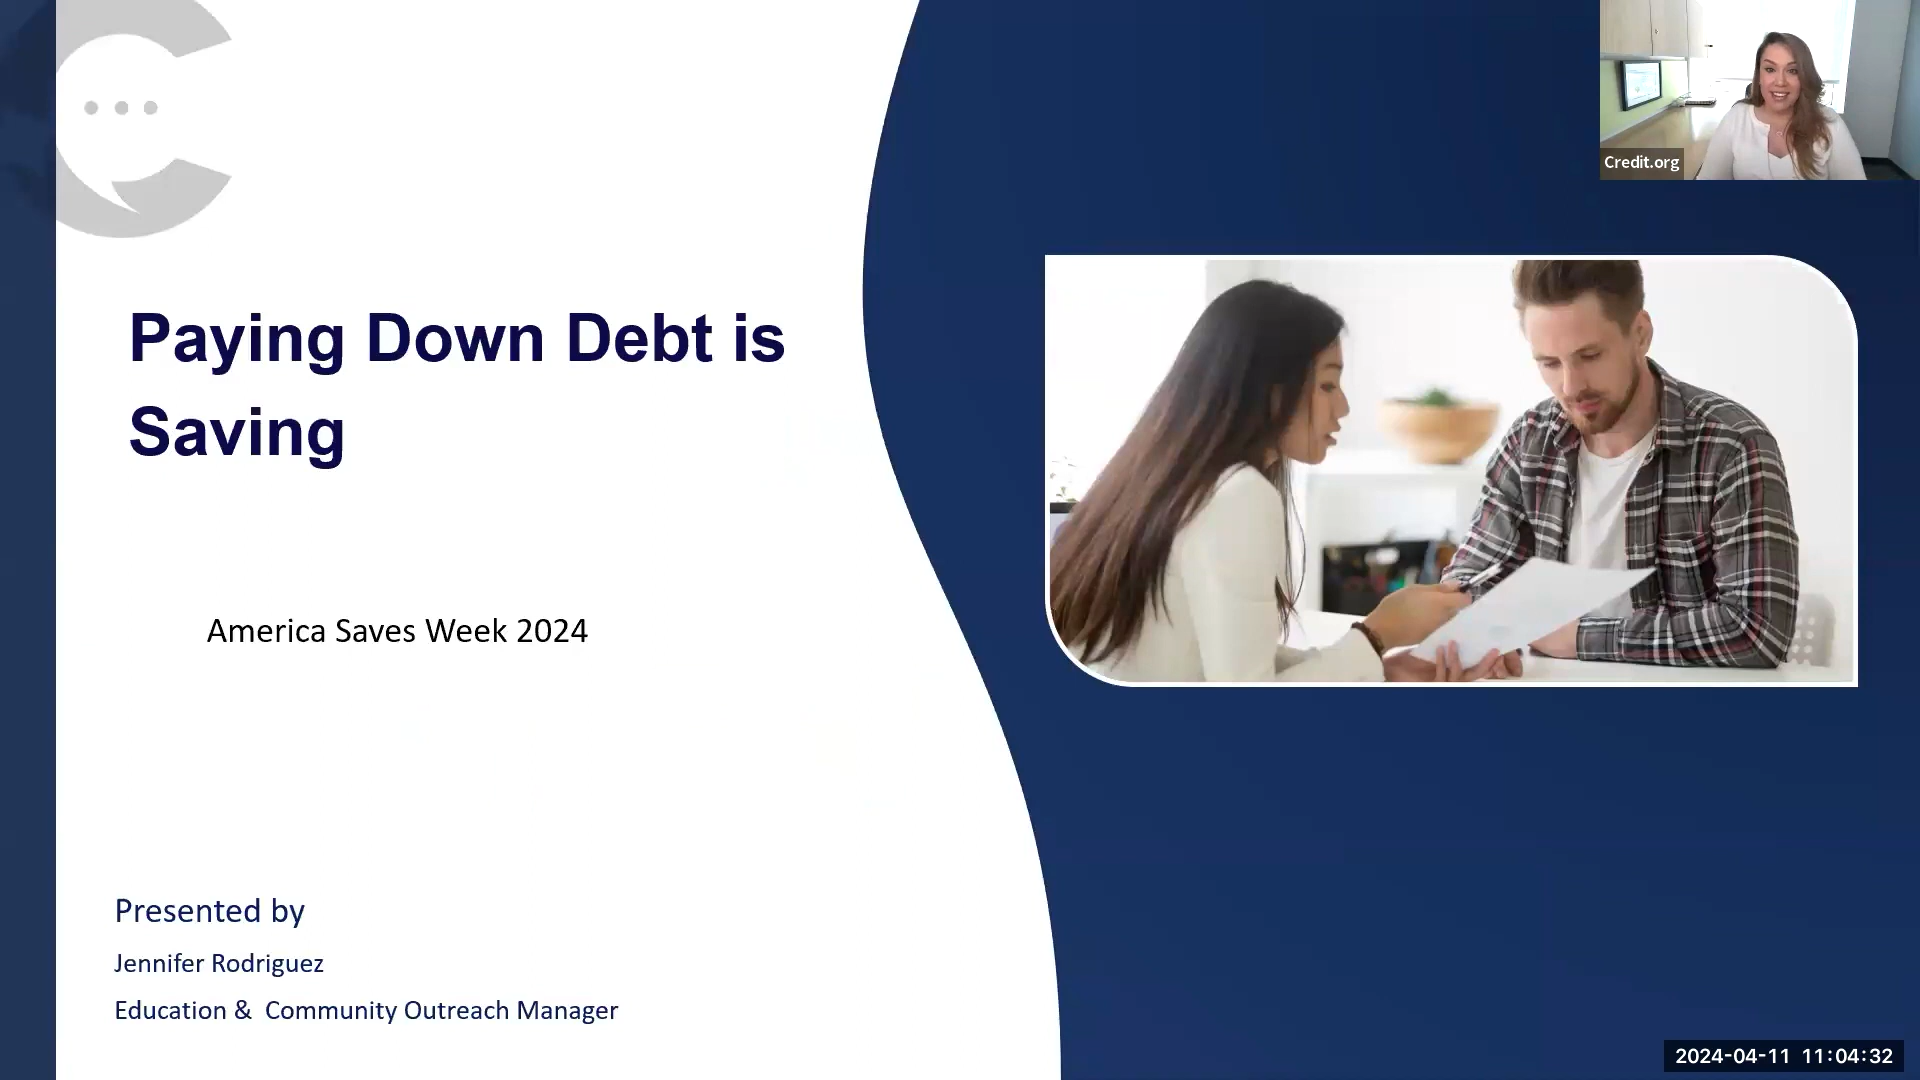 Credit.org
Paying Down Debt is
Saving
America Saves Week 2024
Presented by
Jennifer Rodriguez
Education &  Community Outreach Manager
2024-04-11 11:04:32